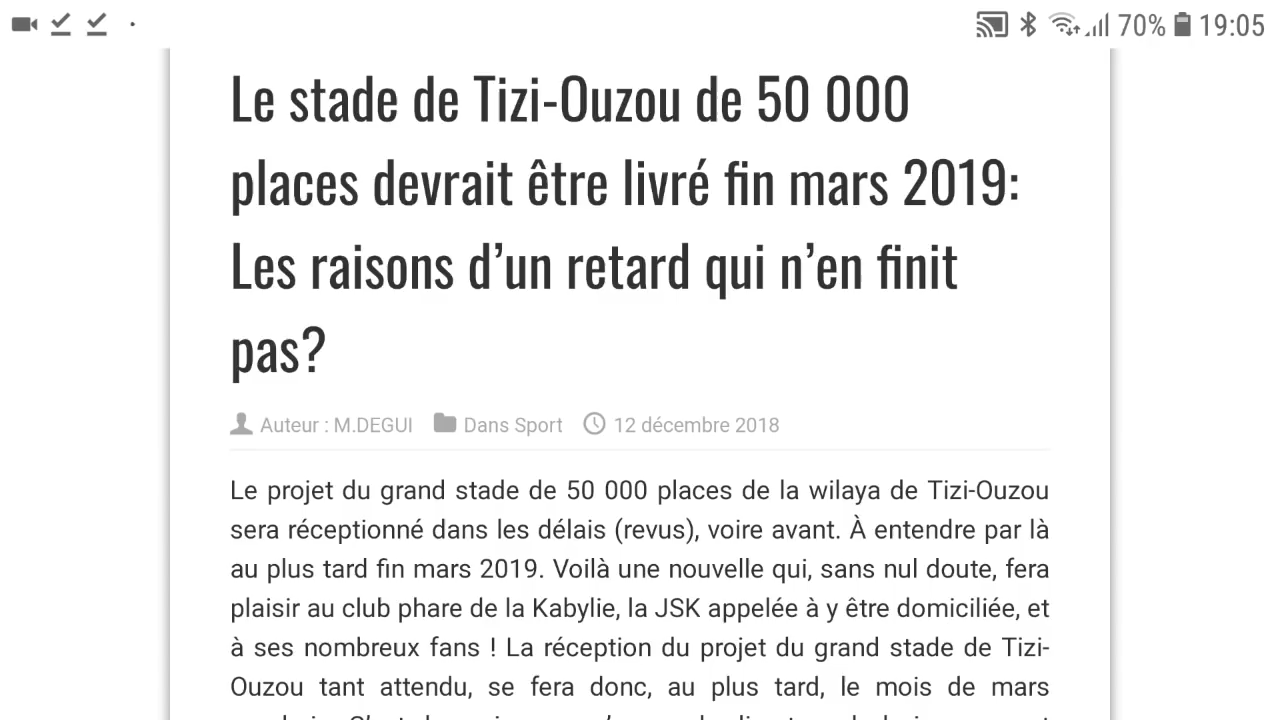 70% 19:05
Le stade de Tizi-Ouzou de 50 000
places devrait être livré fin mars 2019:
Les raisons d’un retard qui n’en finit
pas?
Auteur : M.DEGUI Dans Sport 12 décembre 2018
Le projet du grand stade de 50 000 places de la wilaya de Tizi-Ouzou
sera réceptionné dans les délais (revus), voire avant. À entendre par là
au plus tard fin mars 2019. Voilà une nouvelle qui, sans nul doute, fera
plaisir au club phare de la Kabylie, la JSK appelée à y être domiciliée, et
à ses nombreux fans ! La réception du projet du grand stade de Tizi-
Ouzou tant attendu, se fera donc, au plus tard, le mois de mars